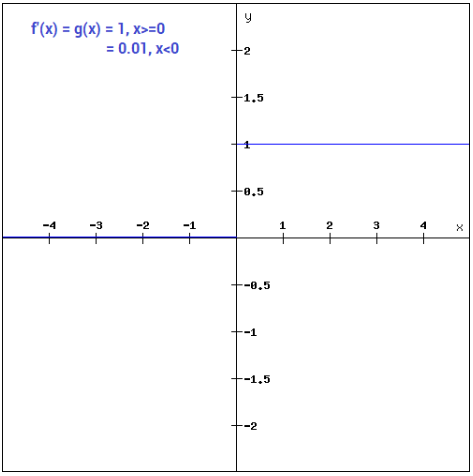 f'(x) = g(x) = 1, x>=0
= 0.01, x<0
y
2
1.5
1
0.5
-4 -3 -2 -1 1 2 3 4 x
-0.5
-1
-1.5
-2